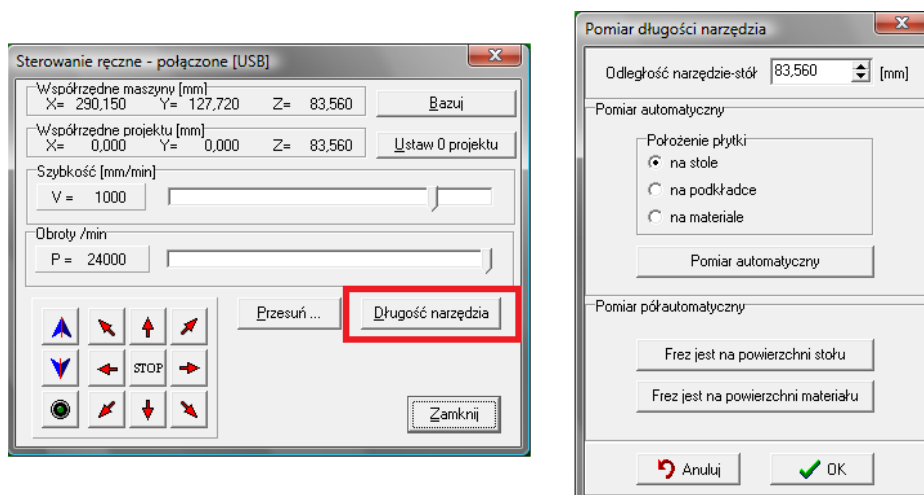 Sterowanie ręczne - połączone [USB]
Współrzędne maszyny [mm]
X= 290,150 Y= 127,720 Z= 83,560
Bazuj
Współrzędne projektu [mm]
X= 0,000 Y= 0,000 Z= 83,560
Ustaw 0 projektu
Szybkość [mm/min]
V = 1000
Obroty /min
P = 24000
Przesuń ...
Długość narzędzia
STOP
Zamknij
Pomiar długości narzędzia
Odległość narzędzie-stół 83,560 [mm]
Pomiar automatyczny
Położenie płytki
na stole
na podkładce
na materiale
Pomiar automatyczny
Pomiar półautomatyczny
Frez jest na powierzchni stołu
Frez jest na powierzchni materiału
Anuluj
OK